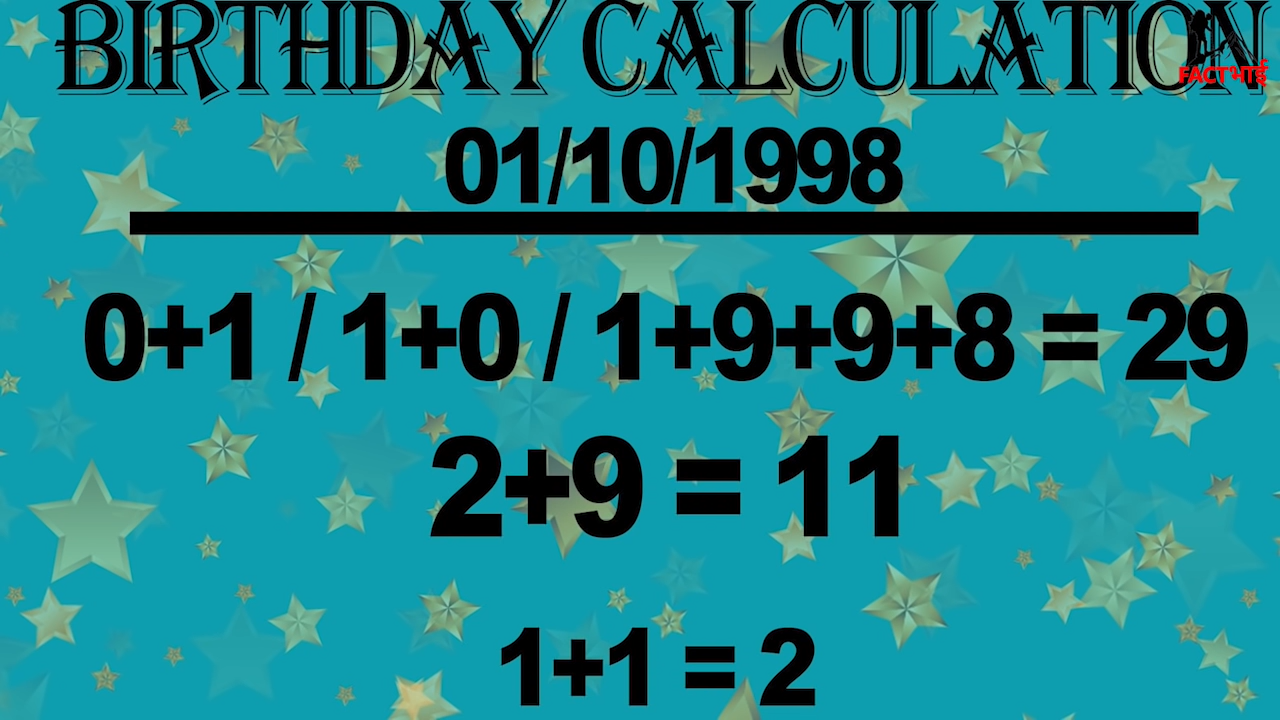 BIRTHDAY CALCULATION
FACTभाई
01/10/1998
0+1 / 1+0 / 1+9+9+8 = 29
2+9 = 11
1+1 = 2